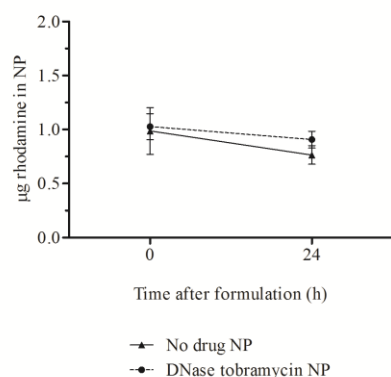 2.0
1.5
1.0
0.5
0.0
µg rhodamine in NP
0
24
Time after formulation (h)
No drug NP
DNase tobramycin NP